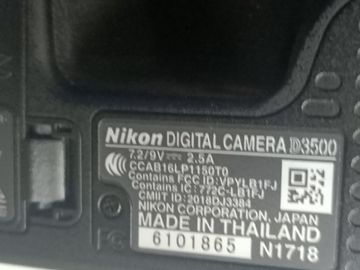 Nikon DIGITAL CAMERA D3500
7.2/9V ⎓ 2.5A
CCAB16LP1150T0
Contains FCC ID:VPYLB1FJ
Contains IC: 772C-LB1FJ
CMIIT ID: 2018DJ3384
NIKON CORPORATION, JAPAN
MADE IN THAILAND
6101865 N1718